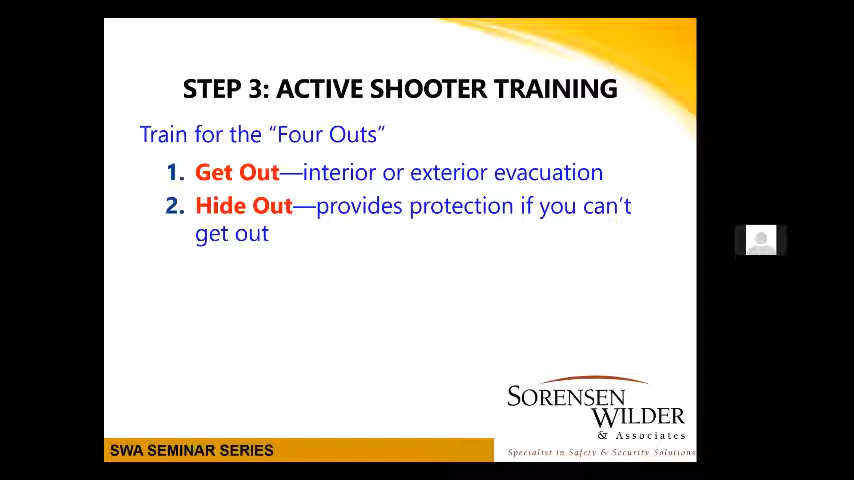 STEP 3: ACTIVE SHOOTER TRAINING
Train for the “Four Outs”
1. Get Out—interior or exterior evacuation
2. Hide Out—provides protection if you can’t
get out
SORENSEN
WILDER
& Associates
Specialist in Safety & Security Solutions
SWA SEMINAR SERIES